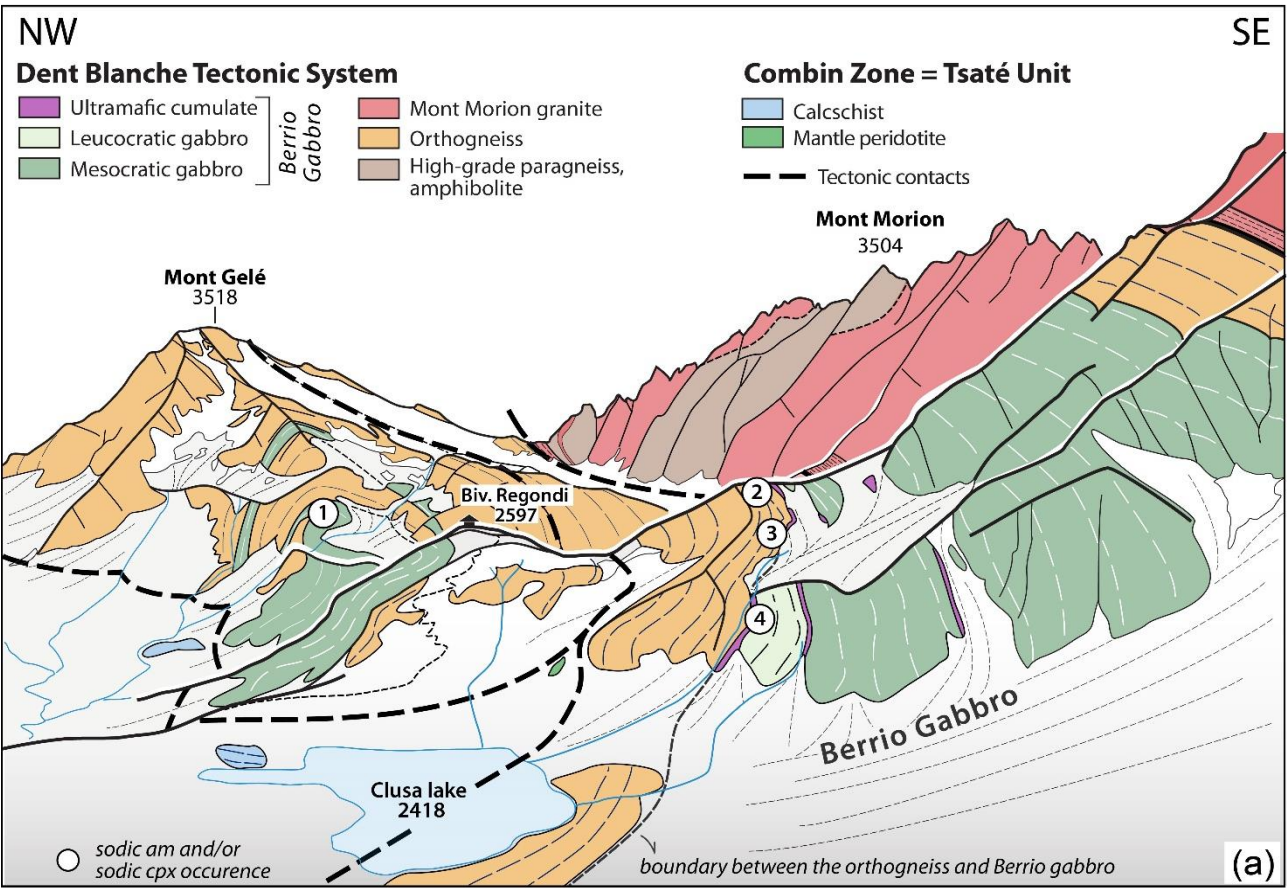 NW
SE
Dent Blanche Tectonic System
Ultramafic cumulate
Leucocratic gabbro
Mesocratic gabbro
Berrio
Gabbro
Mont Morion granite
Orthogneiss
High-grade paragneiss,
amphibolite
Combin Zone = Tsaté Unit
Calcschist
Mantle peridotite
Tectonic contacts
Mont Morion
3504
Mont Gelé
3518
Biv. Regondi
2597
1
2
3
4
Berrio Gabbro
Clusa lake
2418
sodic am and/or
sodic cpx occurence
boundary between the orthogneiss and Berrio gabbro
(a)